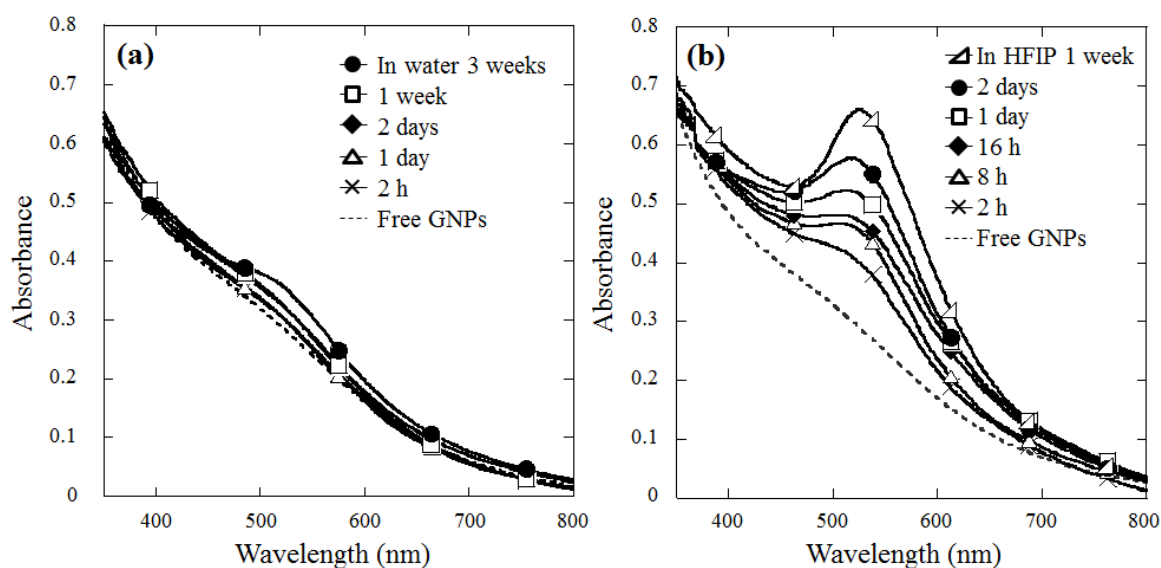 (a)
In water 3 weeks
1 week
2 days
1 day
2 h
Free GNPs
Absorbance
0.8
0.7
0.6
0.5
0.4
0.3
0.2
0.1
0
400
500
600
700
800
Wavelength (nm)
(b)
In HFIP 1 week
2 days
1 day
16 h
8 h
2 h
Free GNPs
Absorbance
0.8
0.7
0.6
0.5
0.4
0.3
0.2
0.1
0
400
500
600
700
800
Wavelength (nm)